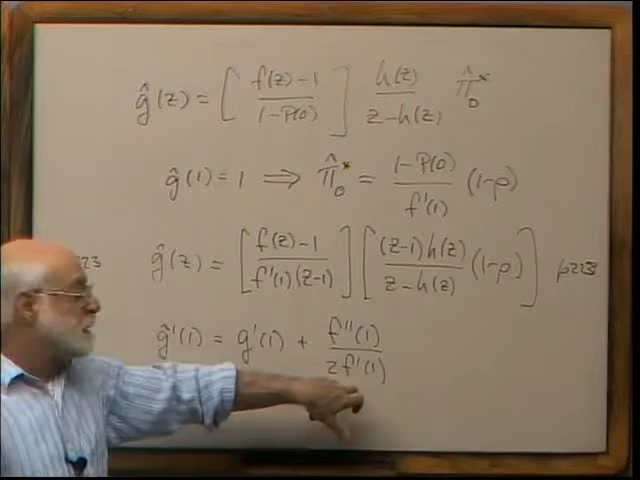 ĝ(z) = [ f(z)-1 / 1-P(0) ] h(z) / z-h(z) π̂₀*
ĝ(1) = 1 ⟹ π̂₀* = 1-P(0) / f'(1) (1-ρ)
ĝ(z) = [ f(z)-1 / f'(1)(z-1) ] [ (z-1)h(z) / z-h(z) (1-ρ) ] p223
ĝ'(1) = g'(1) + f''(1) / 2f'(1)